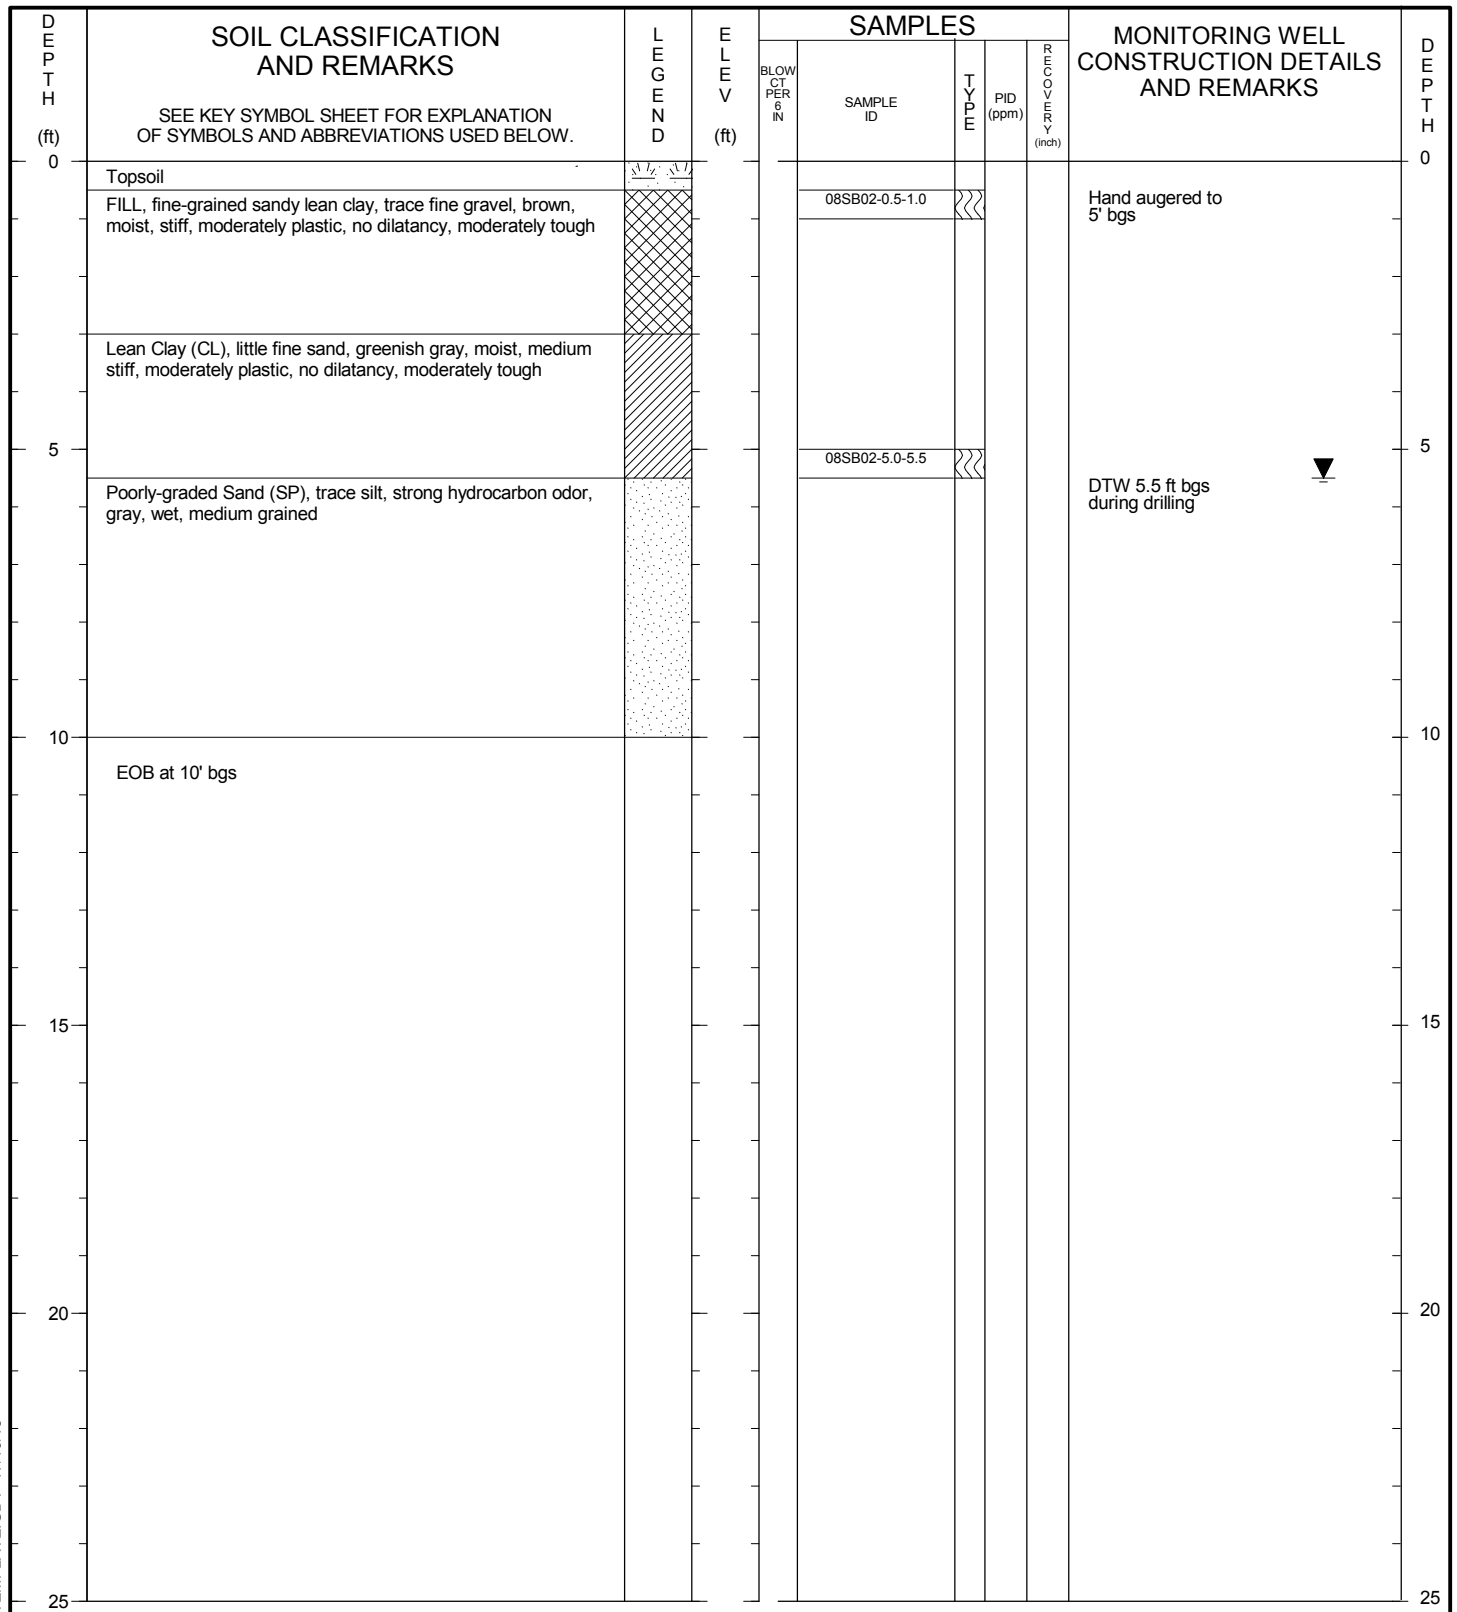 DEPTH
(ft)
SOIL CLASSIFICATION
AND REMARKS
SEE KEY SYMBOL SHEET FOR EXPLANATION
OF SYMBOLS AND ABBREVIATIONS USED BELOW.
LEGEND
ELEV
(ft)
SAMPLES
BLOW
CT
PER
6
IN
SAMPLE
ID
TYPE
PID
(ppm)
RECOVERY
(inch)
MONITORING WELL
CONSTRUCTION DETAILS
AND REMARKS
DEPTH
0
0
Topsoil
FILL, fine-grained sandy lean clay, trace fine gravel, brown,
moist, stiff, moderately plastic, no dilatancy, moderately tough
08SB02-0.5-1.0
Hand augered to
5' bgs
Lean Clay (CL), little fine sand, greenish gray, moist, medium
stiff, moderately plastic, no dilatancy, moderately tough
5
5
08SB02-5.0-5.5
DTW 5.5 ft bgs
during drilling
Poorly-graded Sand (SP), trace silt, strong hydrocarbon odor,
gray, wet, medium grained
10
10
EOB at 10' bgs
15
15
20
20
25
25